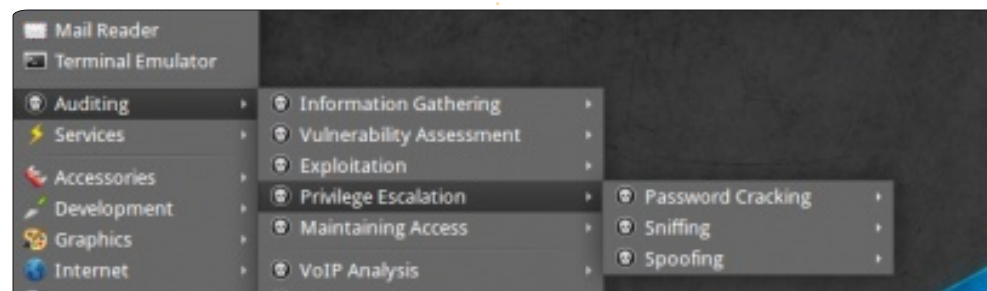 Mail Reader
Terminal Emulator
Auditing
Services
Accessories
Development
Graphics
Internet
Information Gathering
Vulnerability Assessment
Exploitation
Privilege Escalation
Maintaining Access
VoIP Analysis
Password Cracking
Sniffing
Spoofing